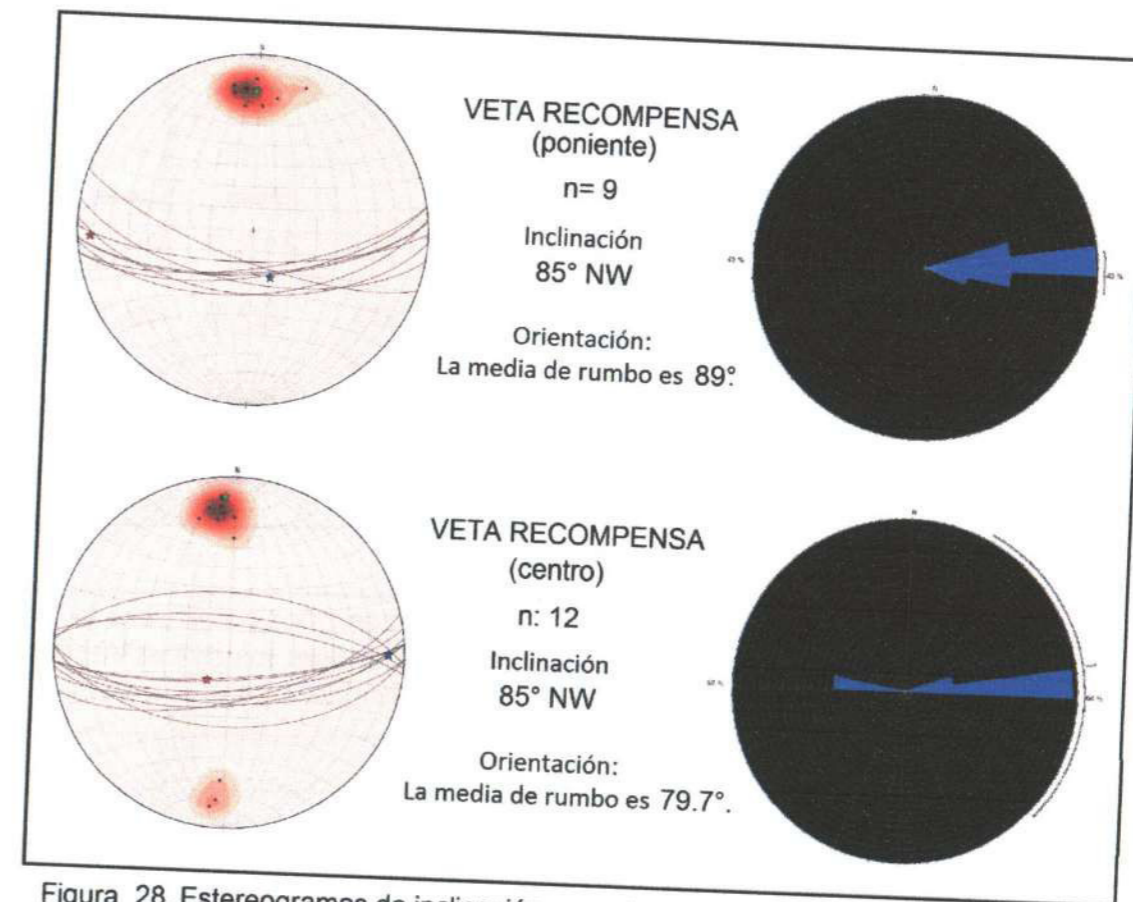 VETA RECOMPENSA
(poniente)
n= 9
Inclinación
85° NW
Orientación:
La media de rumbo es 89°.
VETA RECOMPENSA
(centro)
n: 12
Inclinación
85° NW
Orientación:
La media de rumbo es 79.7°.
Figura 28. Estereogramas de inclinación